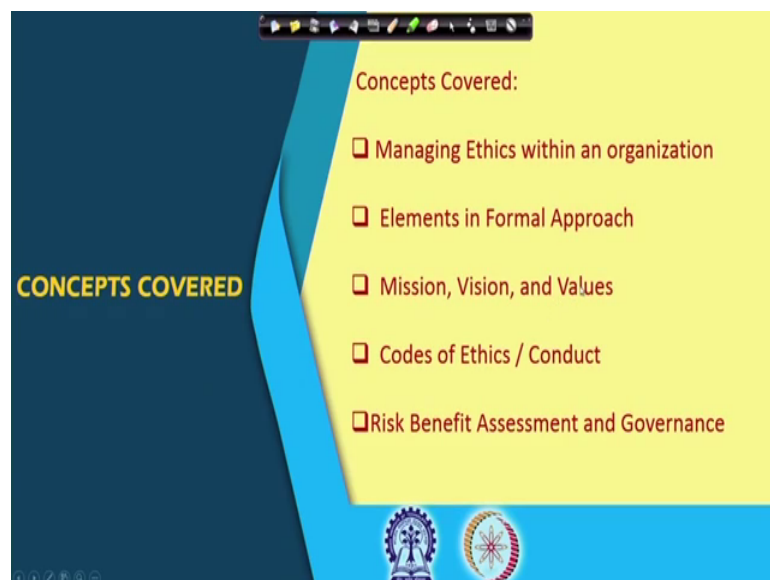 CONCEPTS COVERED
Concepts Covered:
Managing Ethics within an organization
Elements in Formal Approach
Mission, Vision, and Values
Codes of Ethics / Conduct
Risk Benefit Assessment and Governance